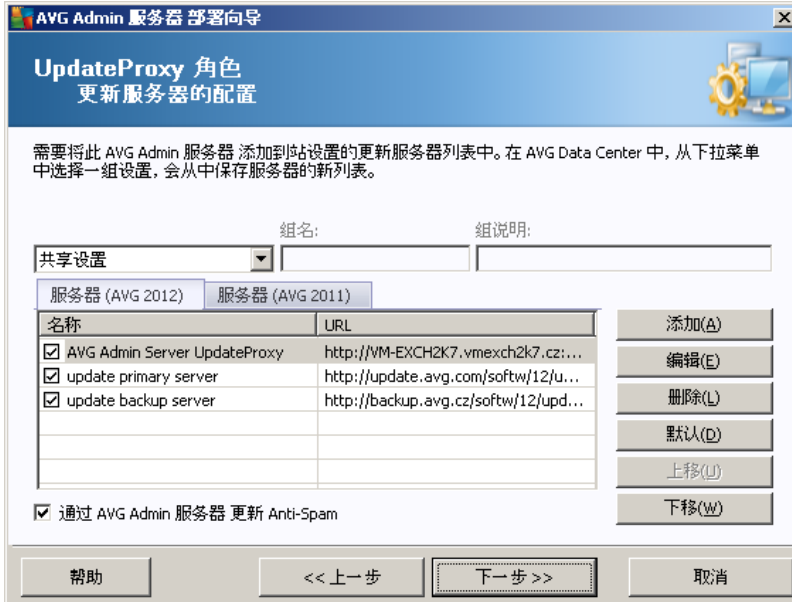 AVG Admin 服务器 部署向导
UpdateProxy 角色
更新服务器的配置
需要将此 AVG Admin 服务器 添加到站设置的更新服务器列表中。在 AVG Data Center 中，从下拉菜单
中选择一组设置，会从中保存服务器的新列表。
组名: 组说明:
共享设置
服务器 (AVG 2012) 服务器 (AVG 2011)
名称 URL
AVG Admin Server UpdateProxy http://VM-EXCH2K7.vmexch2k7.cz:...
update primary server http://update.avg.com/softw/12/u...
update backup server http://backup.avg.cz/softw/12/upd...
添加(A)
编辑(E)
删除(L)
默认(D)
上移(U)
下移(W)
通过 AVG Admin 服务器 更新 Anti-Spam
帮助 <<上一步 下一步>> 取消